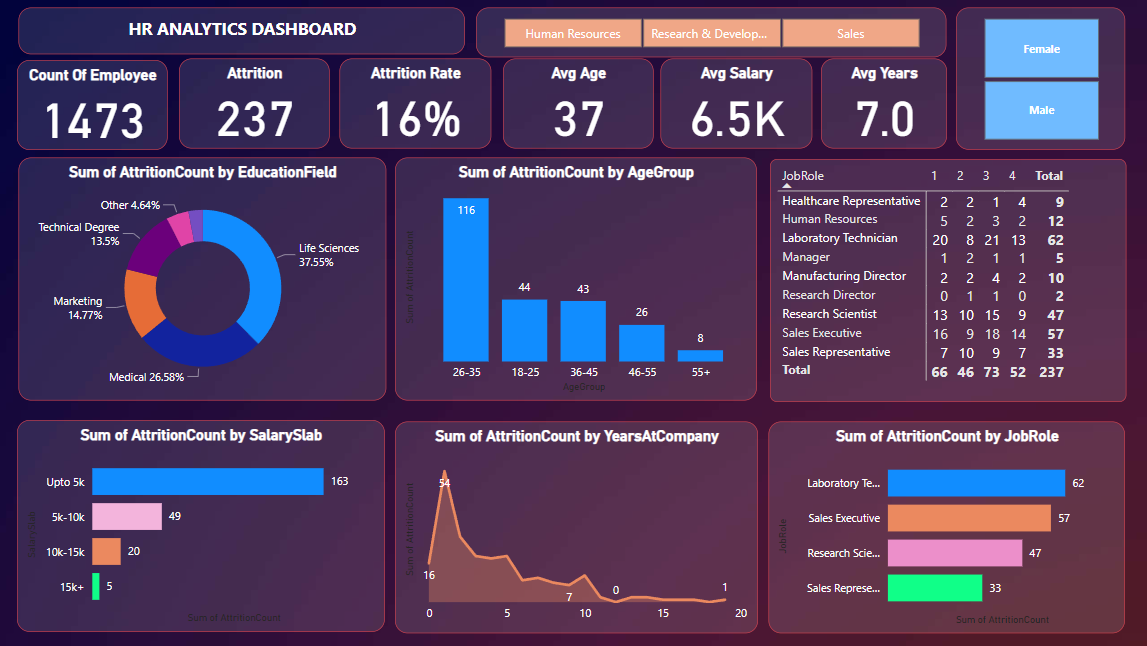 HR ANALYTICS DASHBOARD
Human Resources
Research & Develop...
Sales
Female
Male
Count Of Employee
1473
Attrition
237
Attrition Rate
16%
Avg Age
37
Avg Salary
6.5K
Avg Years
7.0
Sum of AttritionCount by EducationField
Other 4.64%
Technical Degree
13.5%
Life Sciences
37.55%
Marketing
14.77%
Medical 26.58%
Sum of AttritionCount by AgeGroup
Sum of AttritionCount
116
44
43
26
8
26-35 18-25 36-45 46-55 55+
AgeGroup
JobRole 1 2 3 4 Total
Healthcare Representative 2 2 1 4 9
Human Resources 5 2 3 2 12
Laboratory Technician 20 8 21 13 62
Manager 1 2 1 1 5
Manufacturing Director 2 2 4 2 10
Research Director 0 1 1 0 2
Research Scientist 13 10 15 9 47
Sales Executive 16 9 18 14 57
Sales Representative 7 10 9 7 33
Total 66 46 73 52 237
Sum of AttritionCount by SalarySlab
SalarySlab
Upto 5k 163
5k-10k 49
10k-15k 20
15k+ 5
Sum of AttritionCount
Sum of AttritionCount by YearsAtCompany
Sum of AttritionCount
54
16
7
0
1
0 5 10 15 20
Sum of AttritionCount by JobRole
JobRole
Laboratory Te... 62
Sales Executive 57
Research Scie... 47
Sales Represe... 33
Sum of AttritionCount